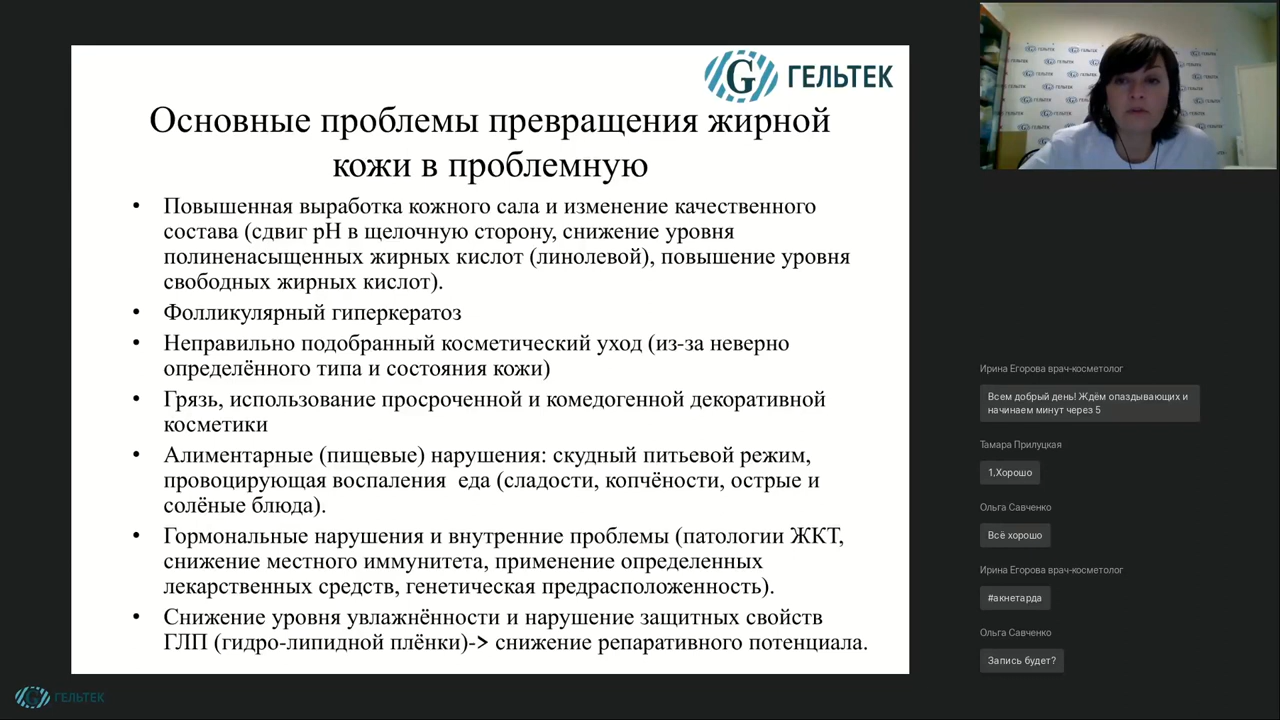 ГЕЛЬТЕК
Основные проблемы превращения жирной
кожи в проблемную
• Повышенная выработка кожного сала и изменение качественного
состава (сдвиг pH в щелочную сторону, снижение уровня
полиненасыщенных жирных кислот (линолевой), повышение уровня
свободных жирных кислот).
• Фолликулярный гиперкератоз
• Неправильно подобранный косметический уход (из-за неверно
определённого типа и состояния кожи)
• Грязь, использование просроченной и комедогенной декоративной
косметики
• Алиментарные (пищевые) нарушения: скудный питьевой режим,
провоцирующая воспаления еда (сладости, копчёности, острые и
солёные блюда).
• Гормональные нарушения и внутренние проблемы (патологии ЖКТ,
снижение местного иммунитета, применение определенных
лекарственных средств, генетическая предрасположенность).
• Снижение уровня увлажнённости и нарушение защитных свойств
ГЛП (гидро-липидной плёнки)-> снижение репаративного потенциала.
Ирина Егорова врач-косметолог
Всем добрый день! Ждём опаздывающих и
начинаем минут через 5
Тамара Прилуцкая
1,Хорошо
Ольга Савченко
Всё хорошо
Ирина Егорова врач-косметолог
#акнетарда
Ольга Савченко
Запись будет?
ГЕЛЬТЕК